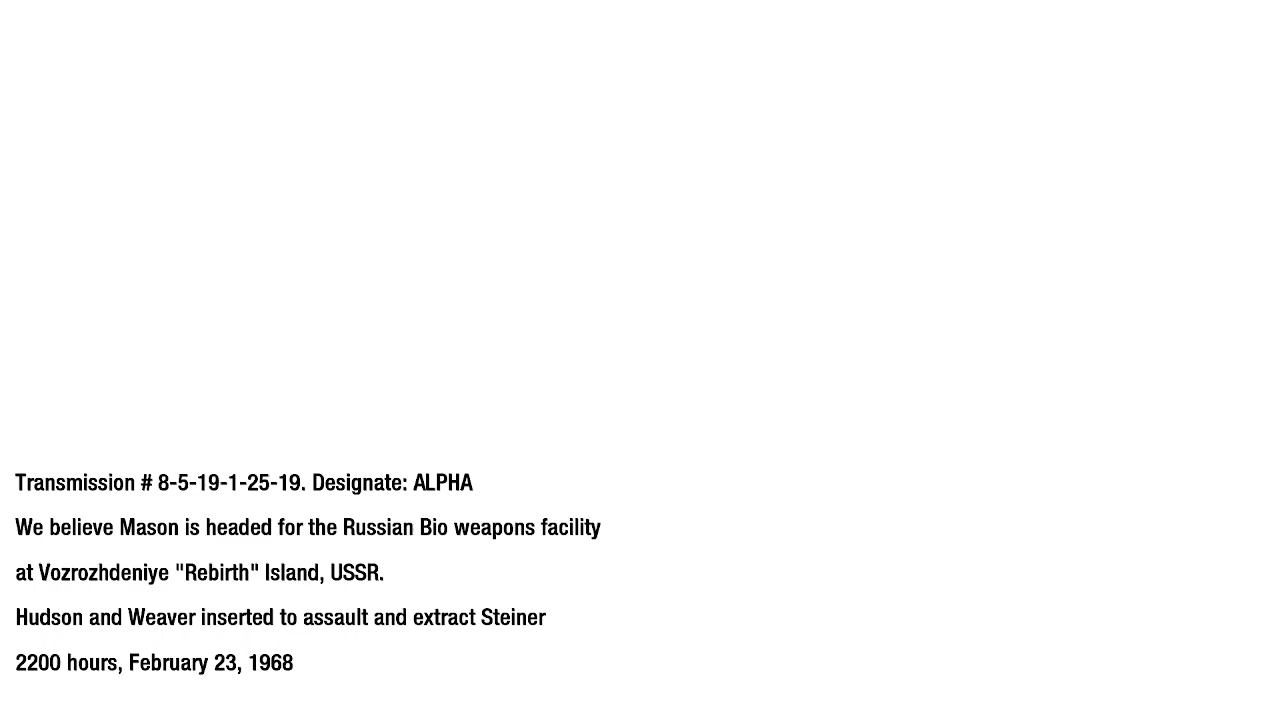 Transmission # 8-5-19-1-25-19. Designate: ALPHA
We believe Mason is headed for the Russian Bio weapons facility
at Vozrozhdeniye "Rebirth" Island, USSR.
Hudson and Weaver inserted to assault and extract Steiner
2200 hours, February 23, 1968